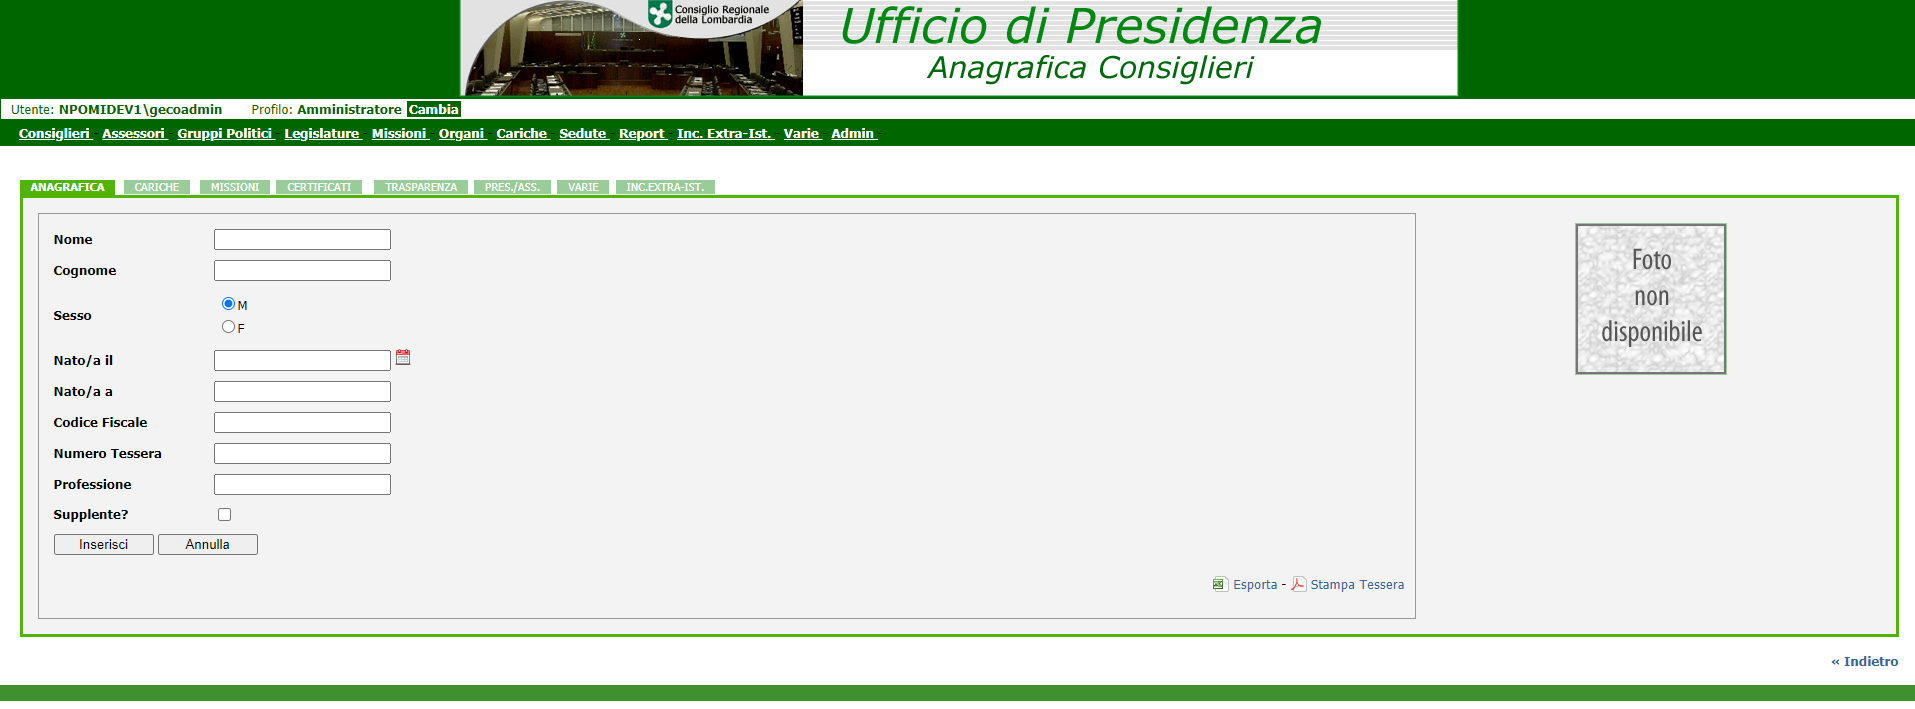 Consiglio Regionale
della Lombardia
Ufficio di Presidenza
Anagrafica Consiglieri
Utente: NPOMIDEV1\gecoadmin Profilo: Amministratore Cambia
Consiglieri - Assessori - Gruppi Politici - Legislature - Missioni - Organi - Cariche - Sedute - Report - Inc. Extra-Ist. - Varie - Admin -
ANAGRAFICA CARICHE MISSIONI CERTIFICATI TRASPARENZA PRES./ASS. VARIE INC.EXTRA-IST.
Nome
Cognome
Sesso
M
F
Nato/a il
Nato/a a
Codice Fiscale
Numero Tessera
Professione
Supplente?
Inserisci Annulla
Esporta - Stampa Tessera
Foto
non
disponibile
« Indietro